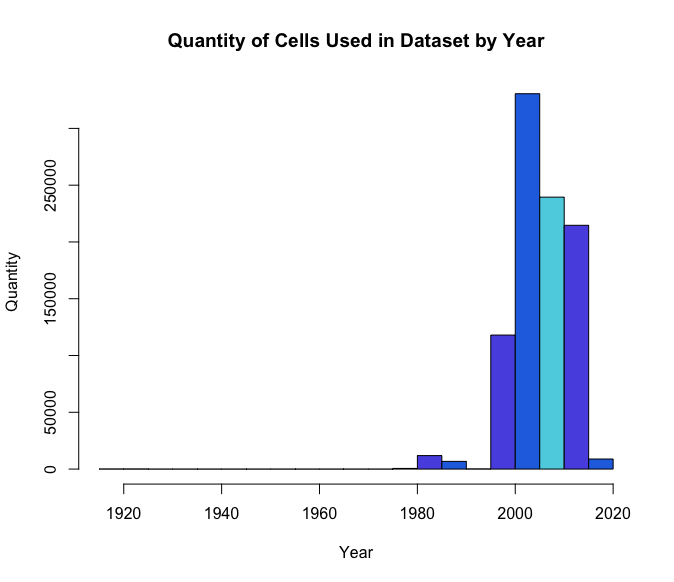 Quantity of Cells Used in Dataset by Year
Quantity
250000
150000
50000
0
1920 1940 1960 1980 2000 2020
Year